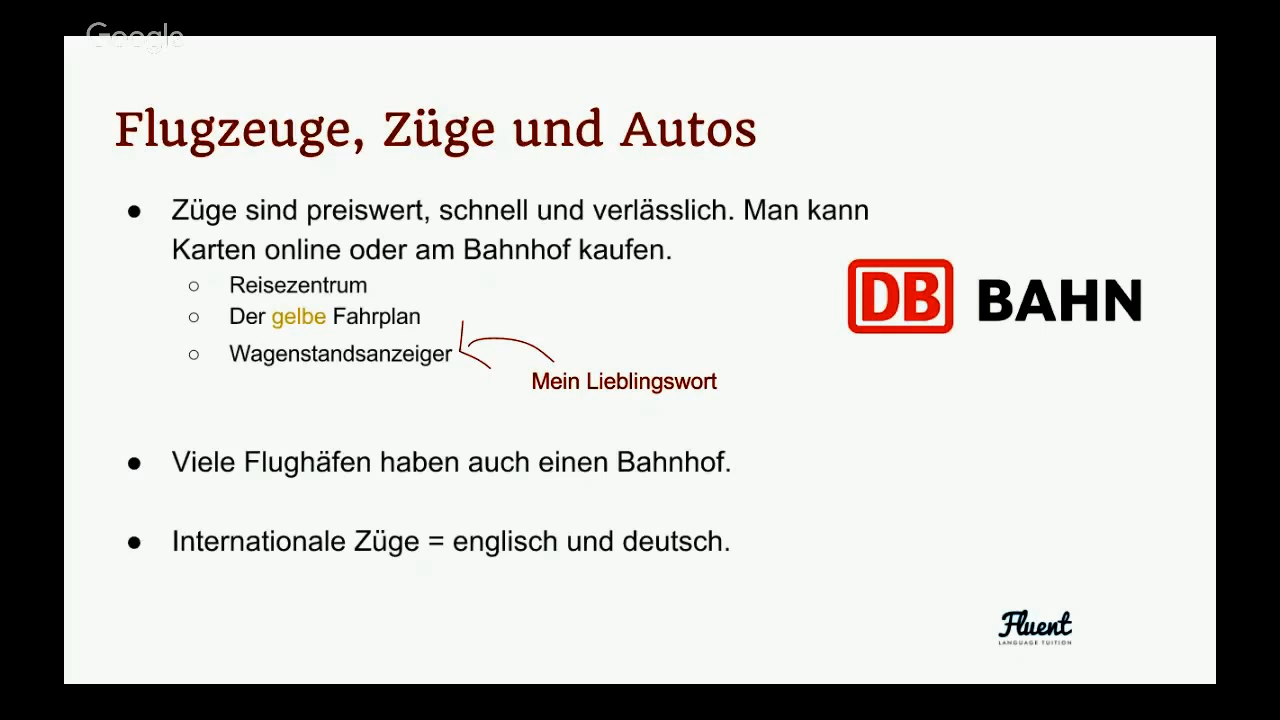 Google
Flugzeuge, Züge und Autos
● Züge sind preiswert, schnell und verlässlich. Man kann
Karten online oder am Bahnhof kaufen.
○ Reisezentrum
○ Der gelbe Fahrplan
○ Wagenstandsanzeiger
Mein Lieblingswort
DB BAHN
● Viele Flughäfen haben auch einen Bahnhof.
● Internationale Züge = englisch und deutsch.
Fluent
LANGUAGE TUITION